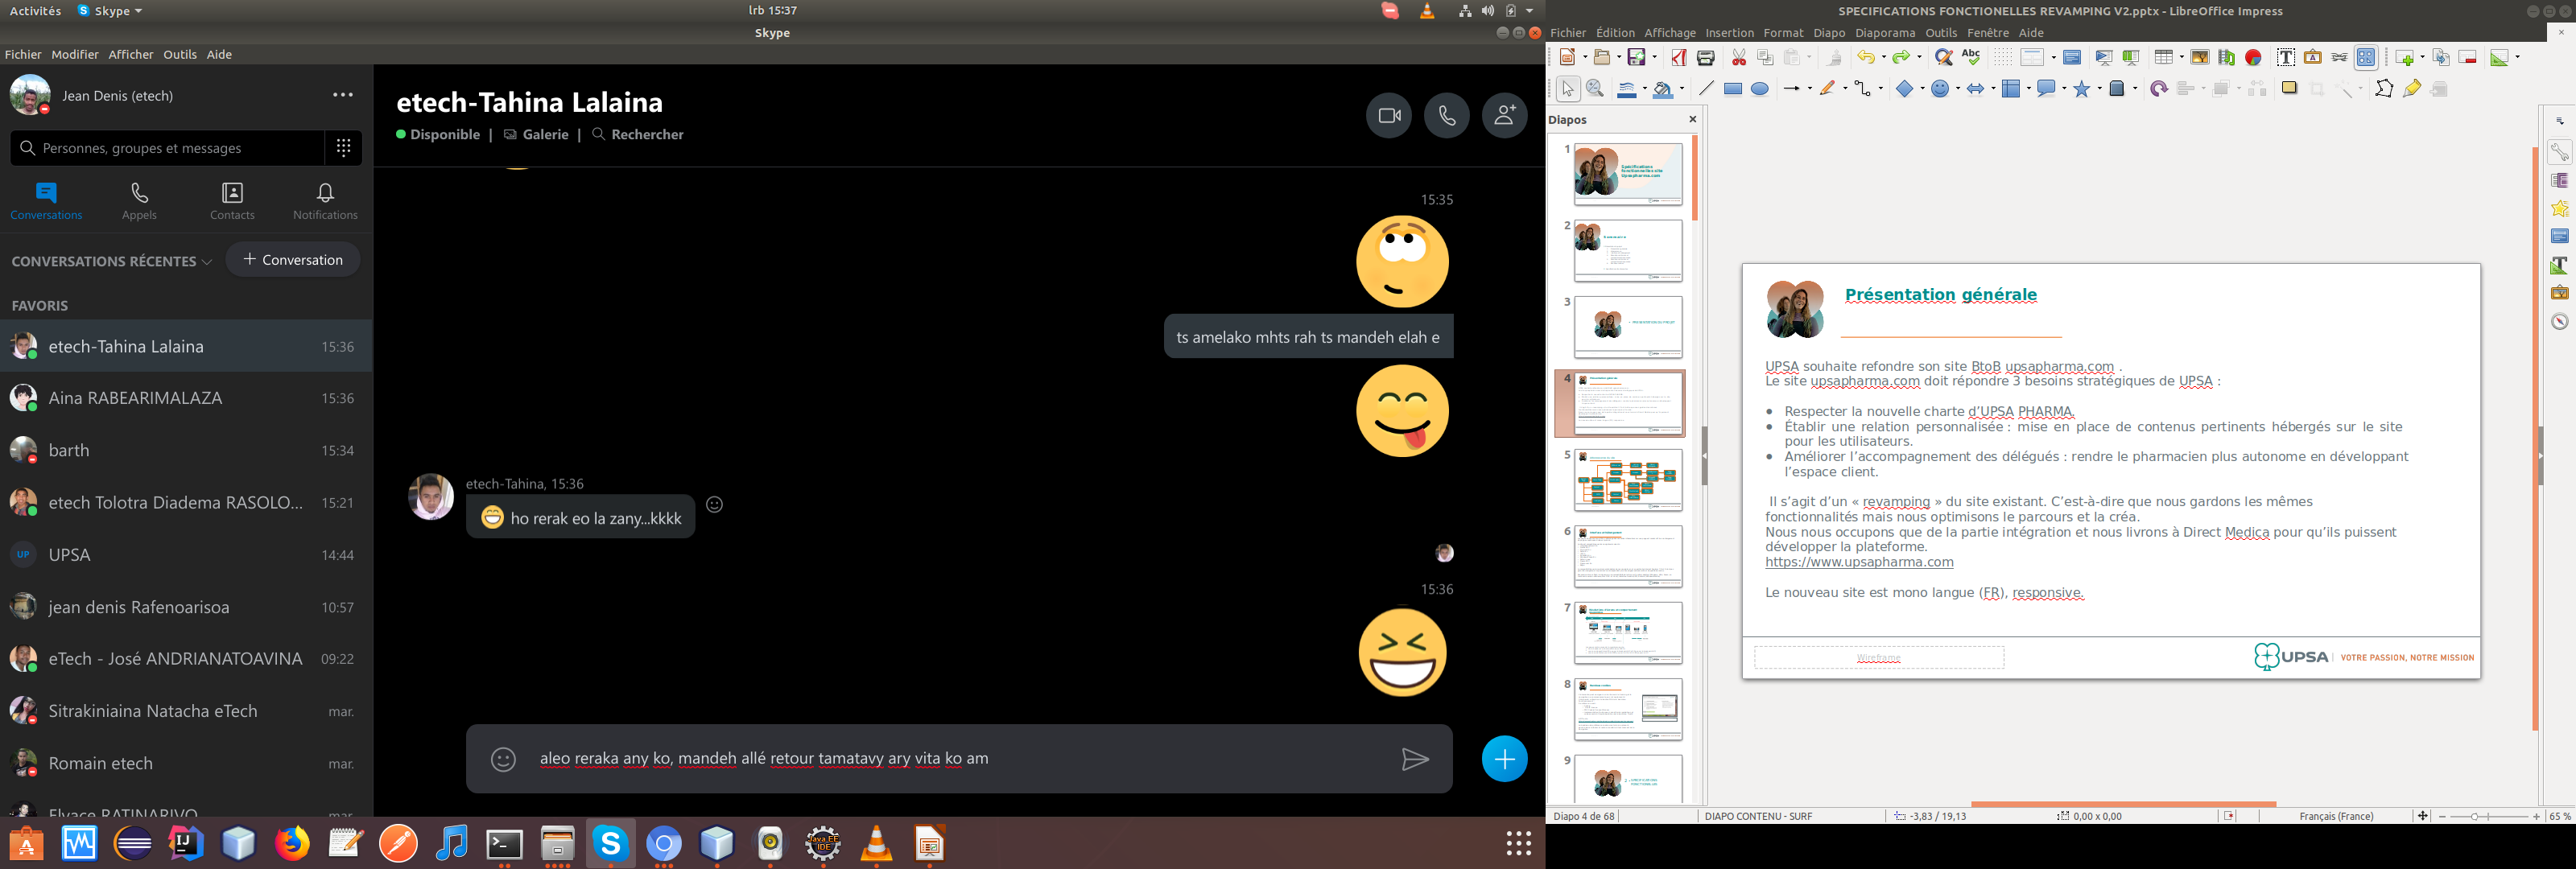 Activités
Skype
lrb 15:37
Skype
Fichier Modifier Afficher Outils Aide
Jean Denis (etech)
Personnes, groupes et messages
Conversations
Appels
Contacts
Notifications
CONVERSATIONS RÉCENTES
Conversation
FAVORIS
etech-Tahina Lalaina 15:36
Aina RABEARIMALAZA 15:36
barth 15:34
etech Tolotra Diadema RASOLO... 15:21
UP UPSA 14:44
jean denis Rafenoarisoa 10:57
eTech - José ANDRIANATOAVINA 09:22
Sitrakiniaina Natacha eTech mar.
Romain etech mar.
Elyace RATINARIVO mar.
etech-Tahina Lalaina
Disponible | Galerie | Rechercher
15:35
ts amelako mhts rah ts mandeh elah e
etech-Tahina, 15:36
ho rerak eo la zany...kkkk
15:36
aleo reraka any ko, mandeh allé retour tamatavy ary vita ko am
SPECIFICATIONS FONCTIONELLES REVAMPING V2.pptx - LibreOffice Impress
Fichier Édition Affichage Insertion Format Diapo Diaporama Outils Fenêtre Aide
Abc
Diapos
1
Spécifications
fonctionnelles site
Upsapharma.com
2
3
4
5
6
7
8
9
Présentation générale
UPSA souhaite refondre son site BtoB upsapharma.com .
Le site upsapharma.com doit répondre 3 besoins stratégiques de UPSA :
● Respecter la nouvelle charte d’UPSA PHARMA.
● Établir une relation personnalisée : mise en place de contenus pertinents hébergés sur le site
pour les utilisateurs.
● Améliorer l’accompagnement des délégués : rendre le pharmacien plus autonome en développant
l’espace client.
Il s’agit d’un « revamping » du site existant. C’est-à-dire que nous gardons les mêmes
fonctionnalités mais nous optimisons le parcours et la créa.
Nous nous occupons que de la partie intégration et nous livrons à Direct Medica pour qu’ils puissent
développer la plateforme.
https://www.upsapharma.com
Le nouveau site est mono langue (FR), responsive.
Wireframe
UPSA | VOTRE PASSION, NOTRE MISSION
Diapo 4 de 68
DIAPO CONTENU - SURF
-3,83 / 19,13
0,00 x 0,00
Français (France)
65 %
IJ
Java EE
IDE